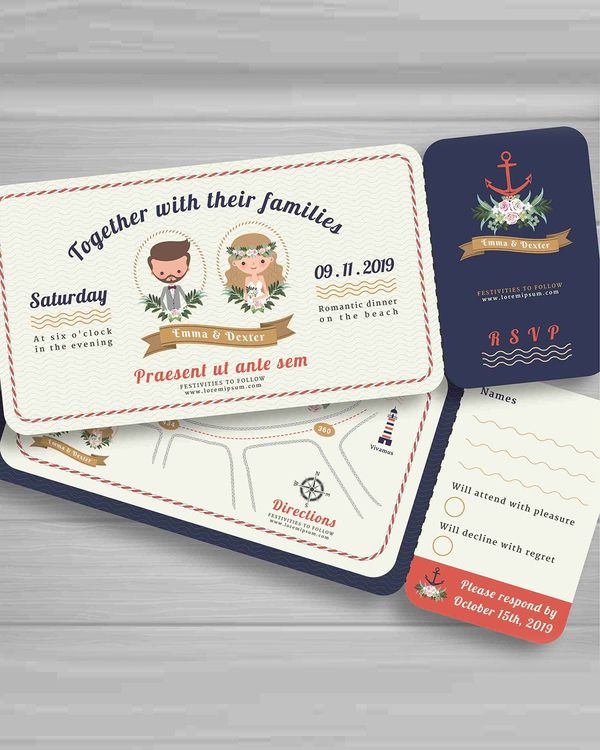 Together with their families
Saturday
At six o'clock
in the evening
09.11.2019
Romantic dinner
on the beach
Emma & Dexter
Praesent ut ante sem
FESTIVITIES TO FOLLOW
www.loremipsum.com
Emma & Dexter
FESTIVITIES TO FOLLOW
www.loremipsum.com
RSVP
Emma & Dexter
360
Vivamus
N
W
E
S
Directions
FESTIVITIES TO FOLLOW
www.loremipsum.com
Names
Will attend with pleasure
Will decline with regret
Please respond by
October 15th, 2019